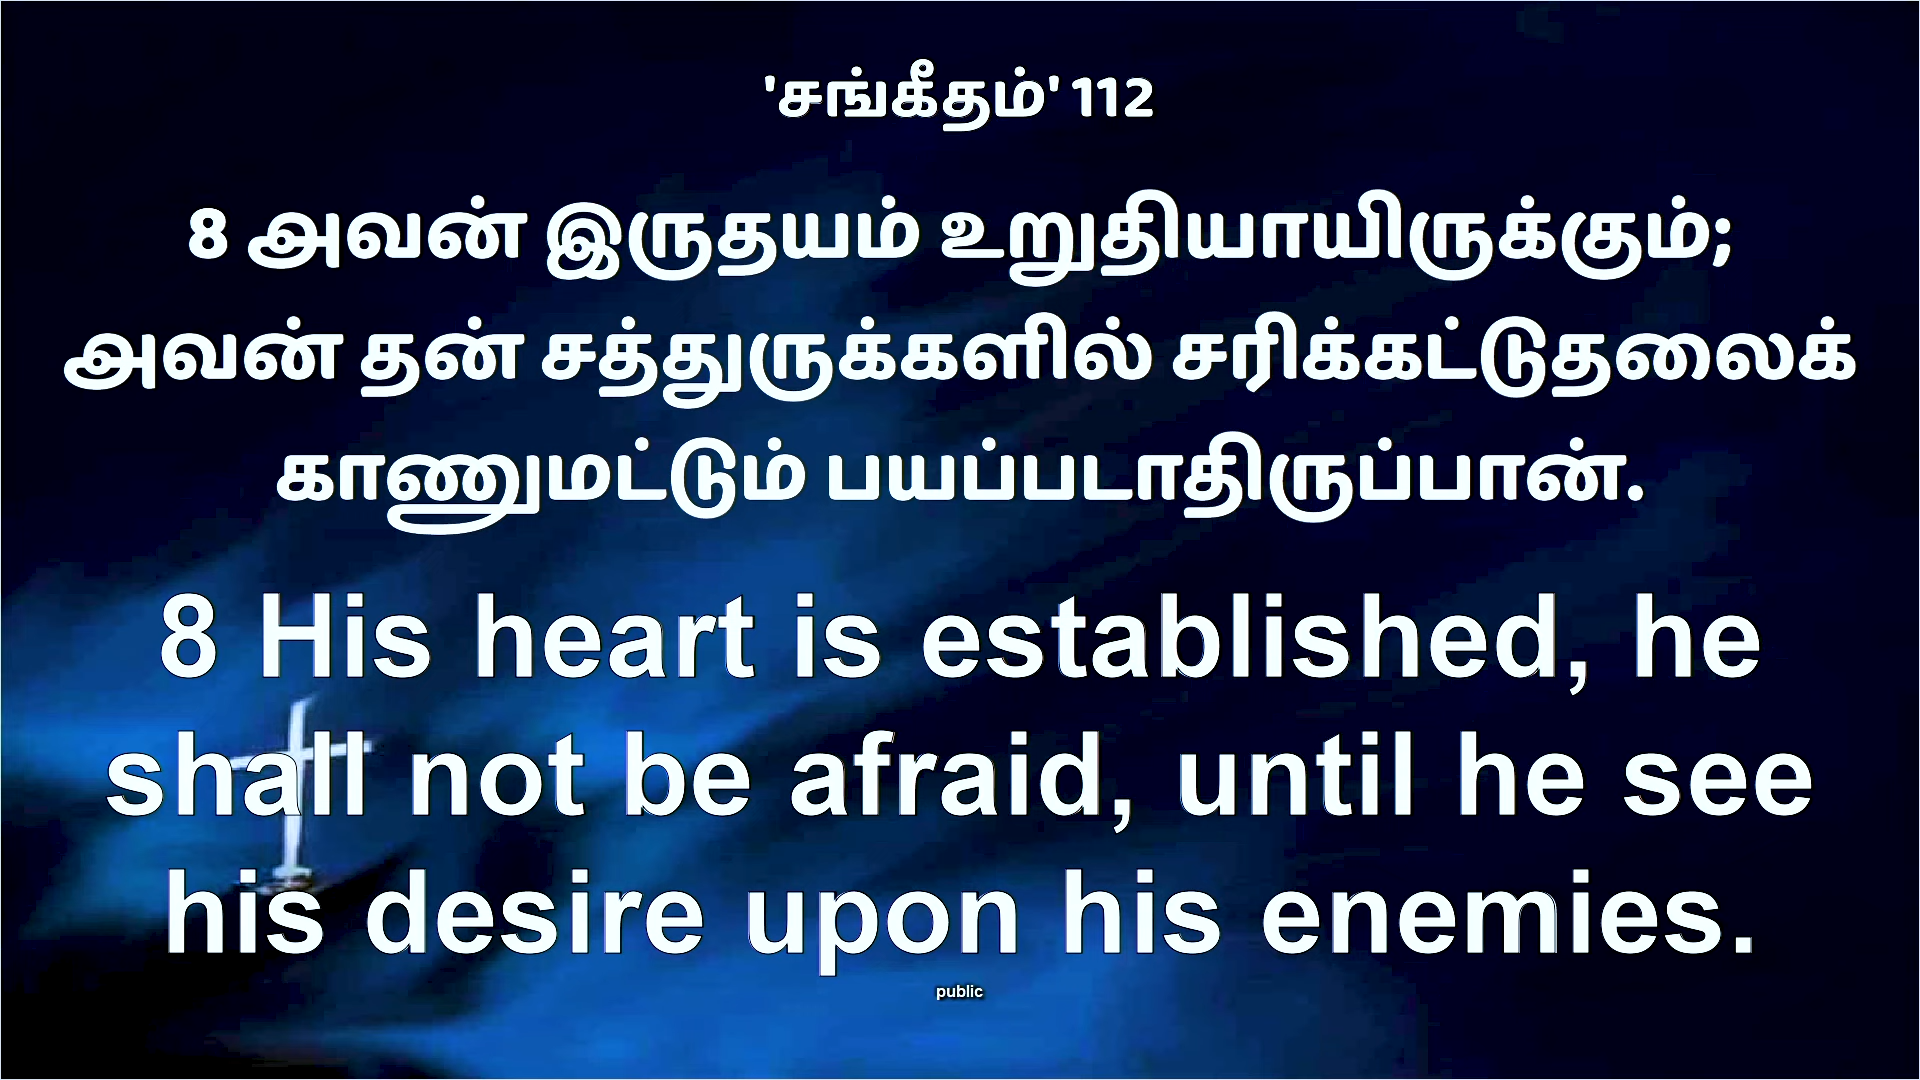 'சங்கீதம்' 112
8 அவன் இருதயம் உறுதியாயிருக்கும்;
அவன் தன் சத்துருக்களில் சரிக்கட்டுதலைக்
காணுமட்டும் பயப்படாதிருப்பான்.
8 His heart is established, he
shall not be afraid, until he see
his desire upon his enemies.
public